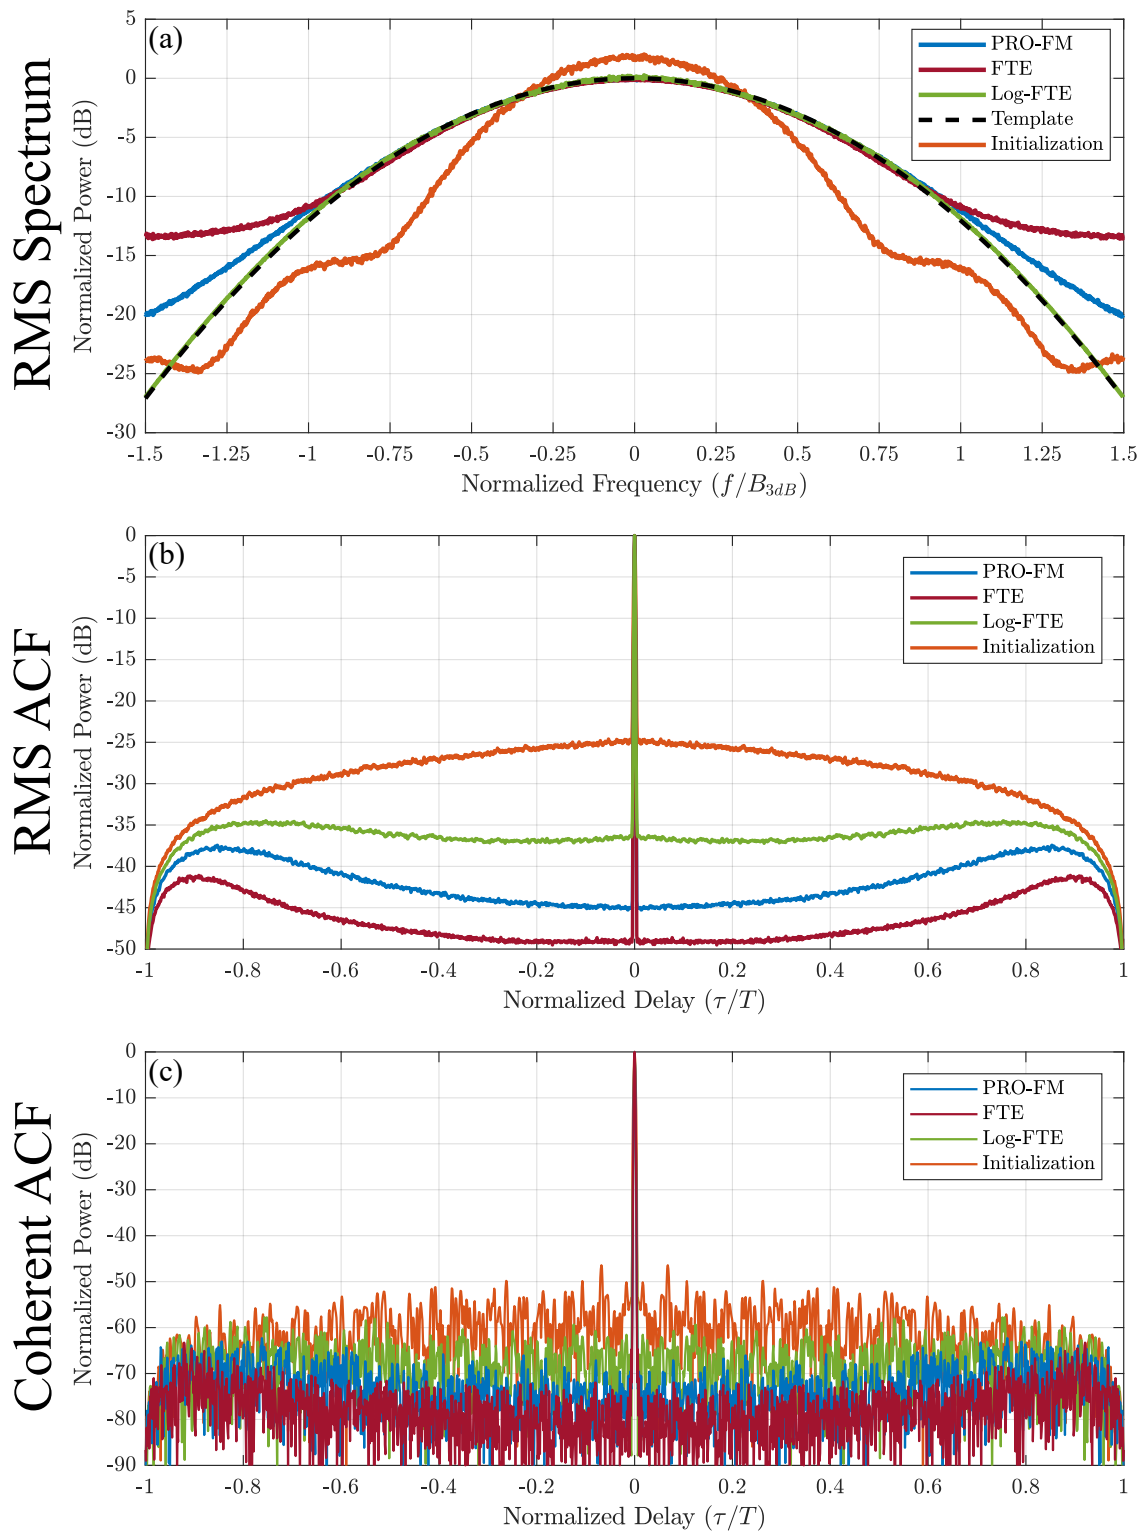 RMS Spectrum
Normalized Power (dB)
(a)
5
0
-5
-10
-15
-20
-25
-30
PRO-FM
FTE
Log-FTE
Template
Initialization
-1.5 -1.25 -1 -0.75 -0.5 -0.25 0 0.25 0.5 0.75 1 1.25 1.5
Normalized Frequency (f/B3dB)
RMS ACF
Normalized Power (dB)
(b)
0
-5
-10
-15
-20
-25
-30
-35
-40
-45
-50
PRO-FM
FTE
Log-FTE
Initialization
-1 -0.8 -0.6 -0.4 -0.2 0 0.2 0.4 0.6 0.8 1
Normalized Delay (τ/T)
Coherent ACF
Normalized Power (dB)
(c)
0
-10
-20
-30
-40
-50
-60
-70
-80
-90
PRO-FM
FTE
Log-FTE
Initialization
-1 -0.8 -0.6 -0.4 -0.2 0 0.2 0.4 0.6 0.8 1
Normalized Delay (τ/T)